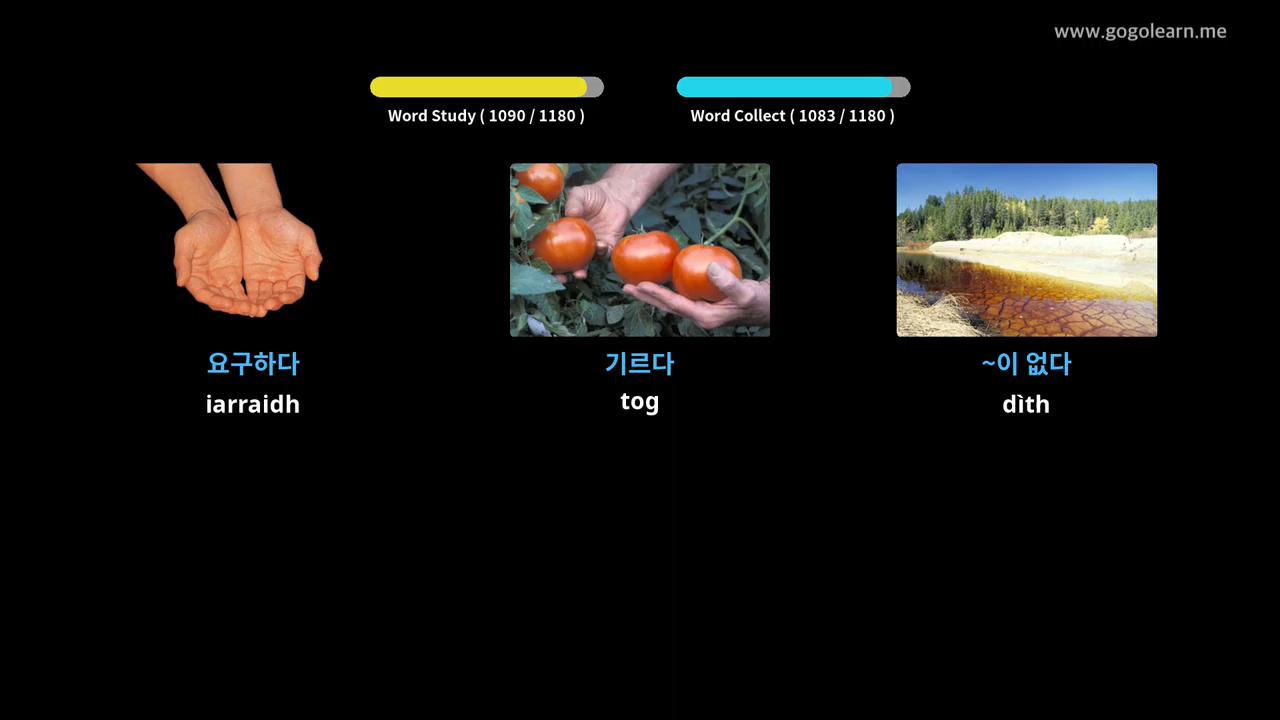 www.gogolearn.me
Word Study ( 1090 / 1180 )
Word Collect ( 1083 / 1180 )
요구하다
기르다
~이 없다
iarraidh
tog
dìth